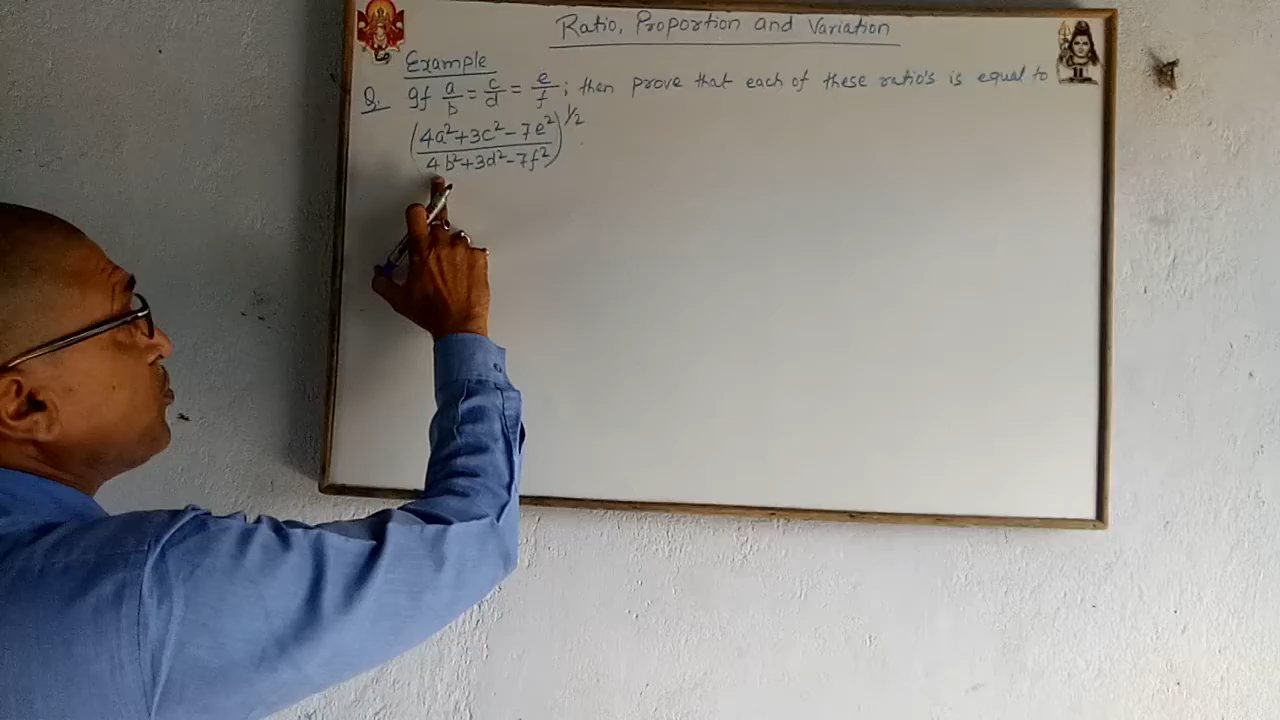 Ratio, Proportion and Variation
Example
Q. If a/b = c/d = e/f ; then prove that each of these ratio's is equal to
((4a²+3c²-7e²)/(4b²+3d²-7f²))^1/2